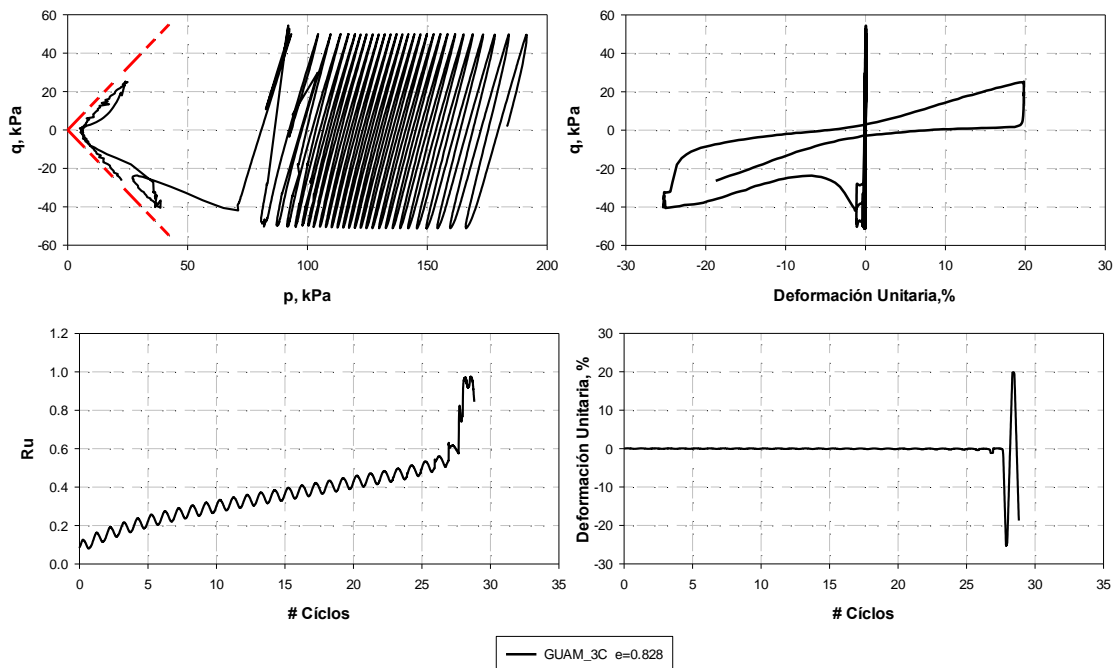 q, kPa
60
40
20
0
-20
-40
-60
0 50 100 150 200
p, kPa
q, kPa
60
40
20
0
-20
-40
-60
-30 -20 -10 0 10 20 30
Deformación Unitaria,%
Ru
1.2
1.0
0.8
0.6
0.4
0.2
0.0
0 5 10 15 20 25 30 35
# Cíclos
Deformación Unitaria, %
30
20
10
0
-10
-20
-30
0 5 10 15 20 25 30 35
# Cíclos
GUAM_3C e=0.828